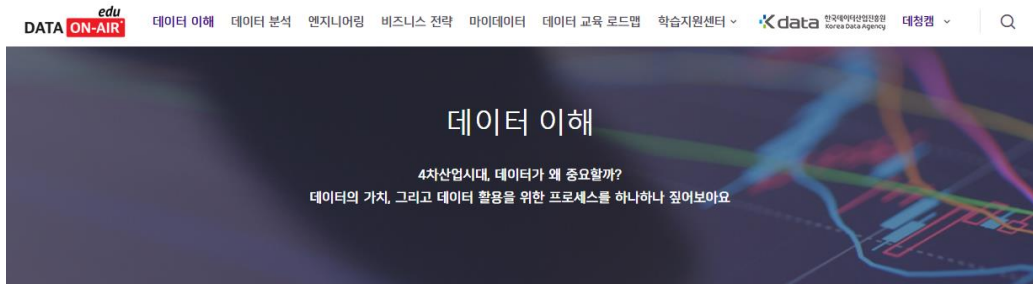 edu
DATA ON-AIR
데이터 이해 데이터 분석 엔지니어링 비즈니스 전략 마이데이터 데이터 교육 로드맵 학습지원센터 Kdata 한국데이터산업진흥원 데청캠
Korea Data Agency
데이터 이해
4차산업시대, 데이터가 왜 중요할까?
데이터의 가치, 그리고 데이터 활용을 위한 프로세스를 하나하나 짚어보아요